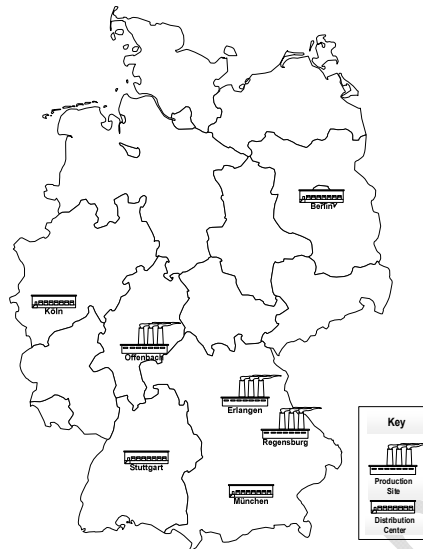 Berlin
Köln
Offenbach
Erlangen
Regensburg
Stuttgart
München
Key
Production
Site
Distribution
Center